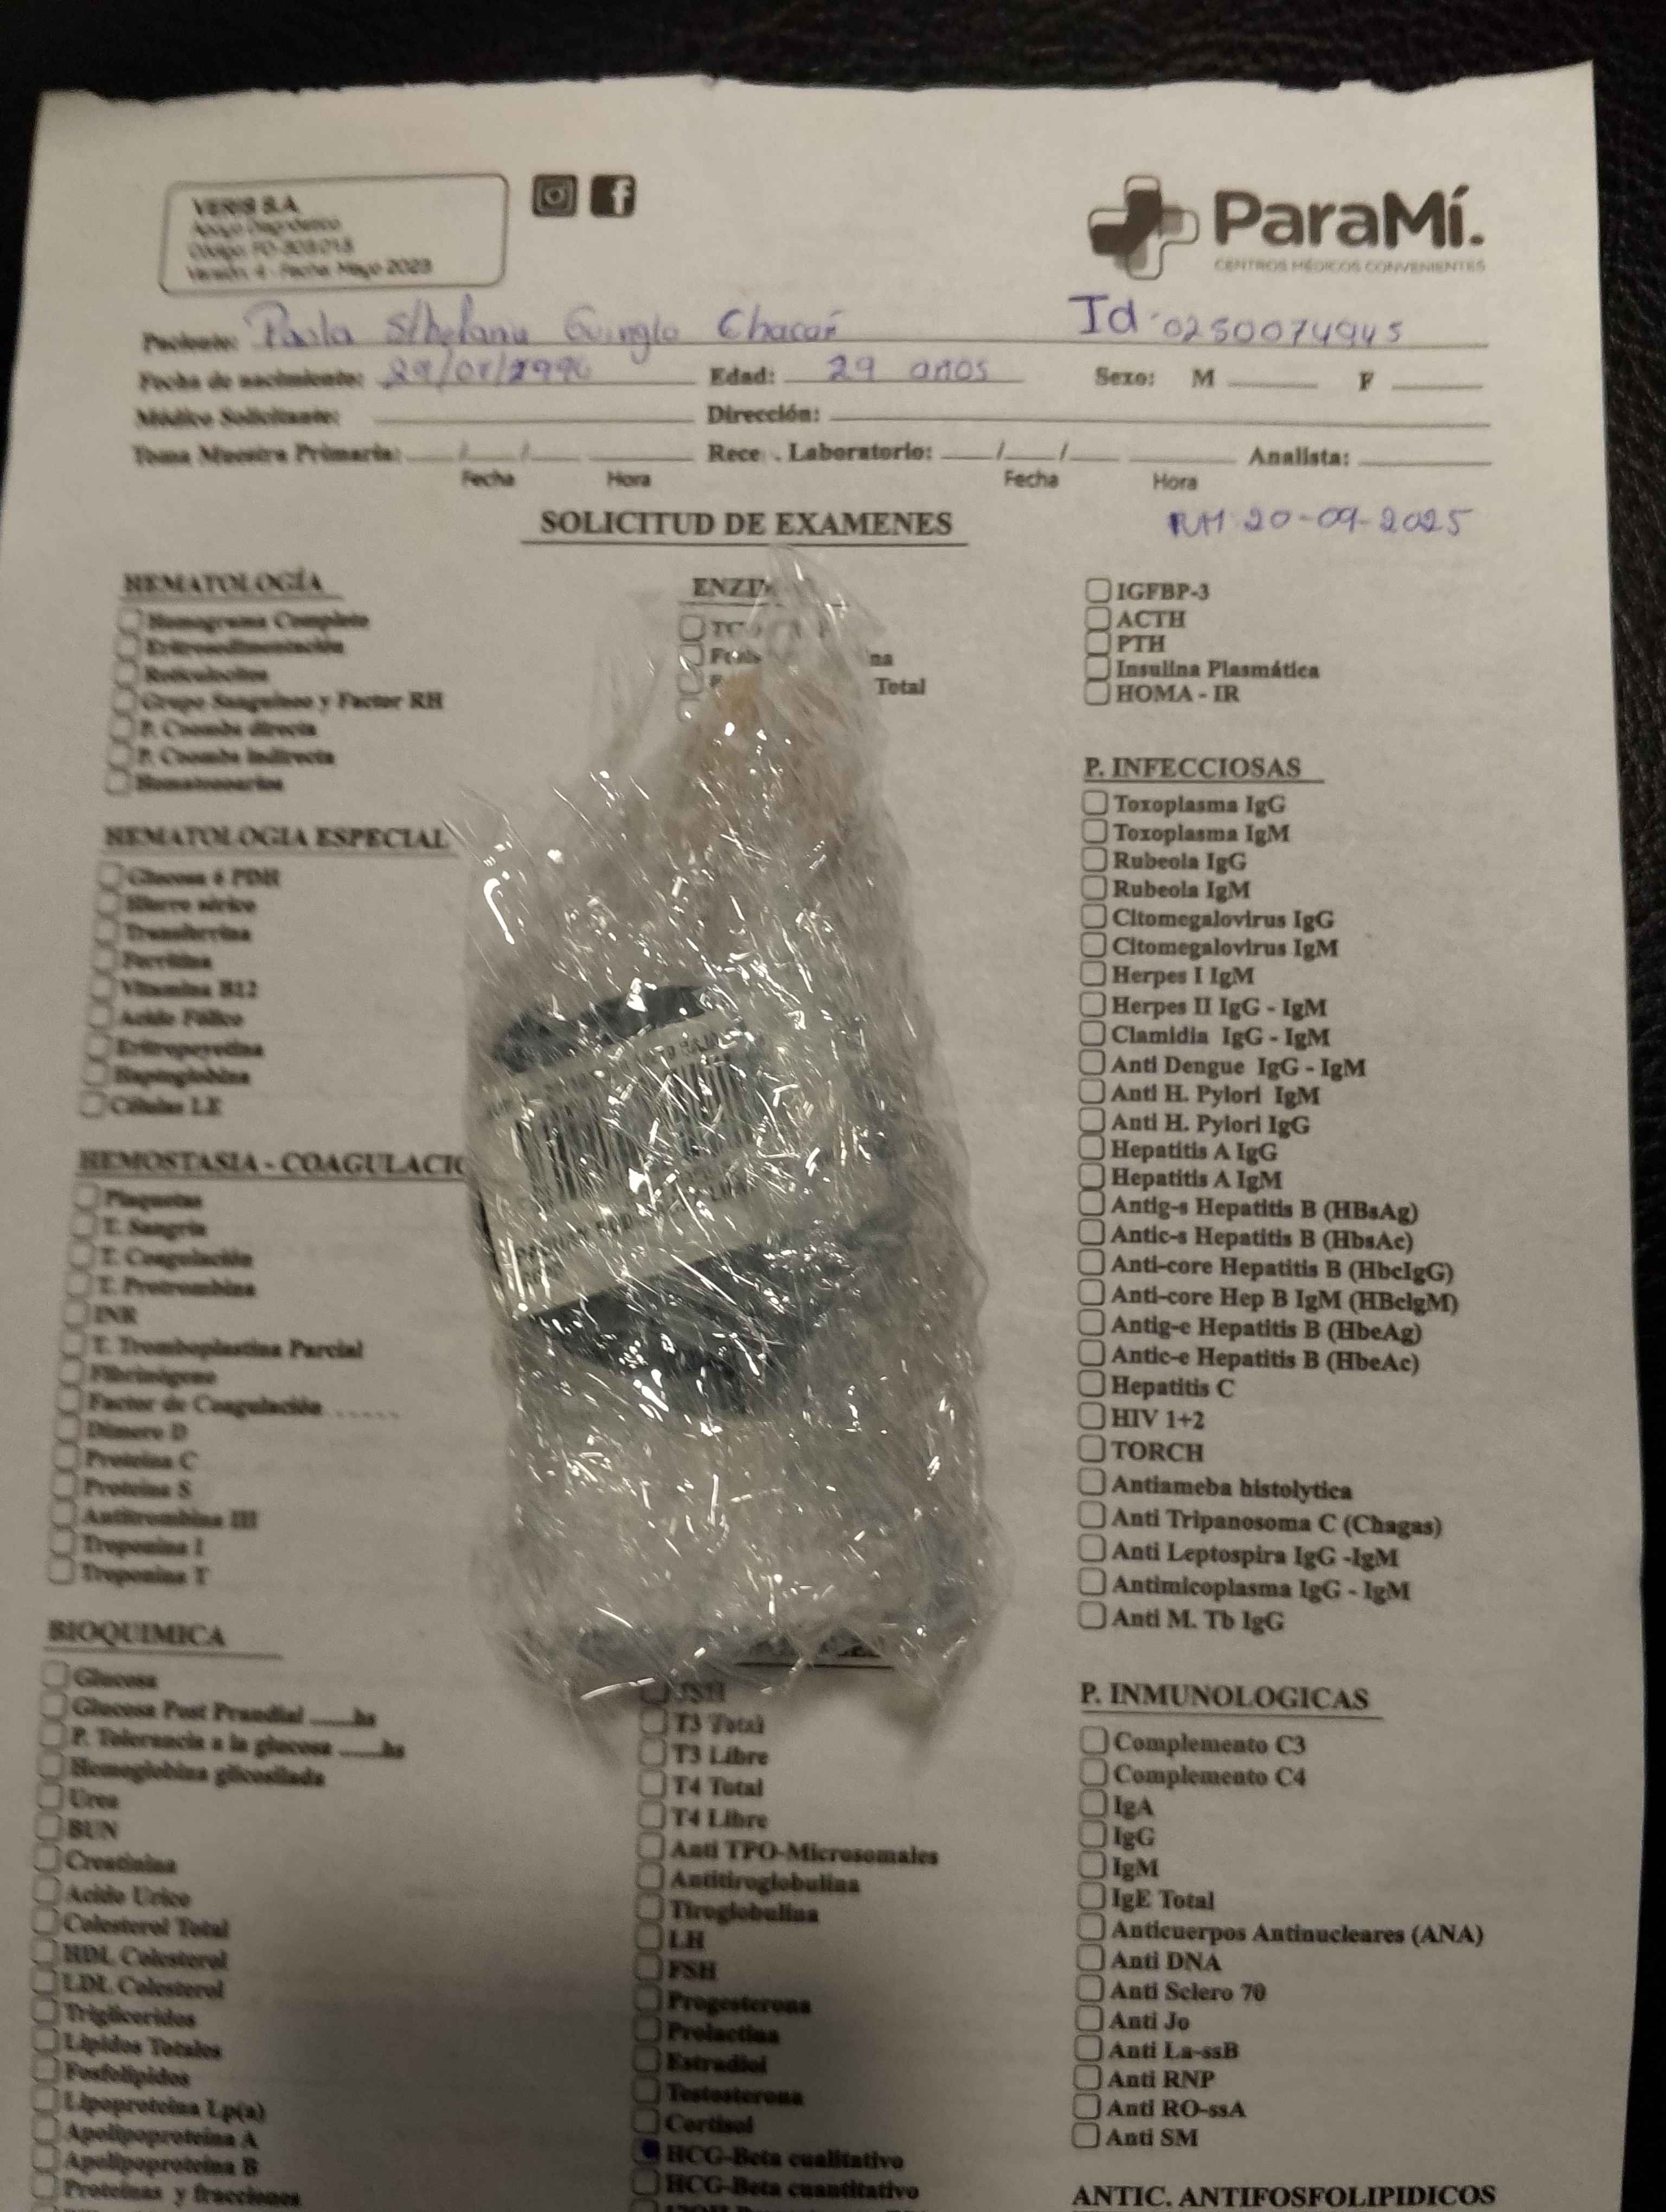 VERIS S.A.
Apoyo Diagnóstico
Versión: 4 - Fecha: Mayo 2023
ParaMí.
CENTROS MÉDICOS CONVENIENTES
Paciente: Paola Chacan Id 0250074945
Fecha de nacimiento: Edad: 29 años Sexo: M F
Médico Solicitante: Dirección:
Toma Muestra Primaria: / / Rece . Laboratorio: / / Analista:
Fecha Hora Fecha Hora
SOLICITUD DE EXAMENES
20-09-2025
HEMATOLOGÍA
Hemograma Completo
Eritrosedimentación
Reticulocitos
Grupo Sanguíneo y Factor RH
P. Coombs directa
P. Coombs indirecta
Hematozoarios
HEMATOLOGIA ESPECIAL
Glucosa 6 PDH
Hierro sérico
Transferrina
Ferritina
Vitamina B12
Acido Fólico
Eritropoyetina
Haptoglobina
Células LE
HEMOSTASIA - COAGULACIO
Plaquetas
T. Sangría
T. Coagulación
T. Protrombina
INR
T. Tromboplastina Parcial
Fibrinógeno
Factor de Coagulación......
Dímero D
Proteina C
Proteina S
Antitrombina III
Troponina I
Troponina T
BIOQUIMICA
Glucosa
Glucosa Post Prandial ......hs
P. Tolerancia a la glucosa ......hs
Hemoglobina glicosilada
Urea
BUN
Creatinina
Acido Urico
Colesterol Total
HDL Colesterol
LDL Colesterol
Trigliceridos
Lípidos Totales
Fosfolípidos
Lipoproteína Lp(a)
Apolipoproteína A
Apolipoproteína B
Proteínas y fracciones
Total
T3 Total
T3 Libre
T4 Total
T4 Libre
Anti TPO-Microsomales
Antitiroglobulina
Tiroglobulina
LH
FSH
Progesterona
Prolactina
Estradiol
Testosterona
Cortisol
HCG-Beta cualitativo
HCG-Beta cuantitativo
IGFBP-3
ACTH
PTH
Insulina Plasmática
HOMA - IR
P. INFECCIOSAS
Toxoplasma IgG
Toxoplasma IgM
Rubeola IgG
Rubeola IgM
Citomegalovirus IgG
Citomegalovirus IgM
Herpes I IgM
Herpes II IgG - IgM
Clamidia IgG - IgM
Anti Dengue IgG - IgM
Anti H. Pylori IgM
Anti H. Pylori IgG
Hepatitis A IgG
Hepatitis A IgM
Antig-s Hepatitis B (HBsAg)
Antic-s Hepatitis B (HbsAc)
Anti-core Hepatitis B (HbcIgG)
Anti-core Hep B IgM (HBcIgM)
Antig-e Hepatitis B (HbeAg)
Antic-e Hepatitis B (HbeAc)
Hepatitis C
HIV 1+2
TORCH
Antiameba histolytica
Anti Tripanosoma C (Chagas)
Anti Leptospira IgG -IgM
Antimicoplasma IgG - IgM
Anti M. Tb IgG
P. INMUNOLOGICAS
Complemento C3
Complemento C4
IgA
IgG
IgM
IgE Total
Anticuerpos Antinucleares (ANA)
Anti DNA
Anti Sclero 70
Anti Jo
Anti La-ssB
Anti RNP
Anti RO-ssA
Anti SM
ANTIC. ANTIFOSFOLIPIDICOS